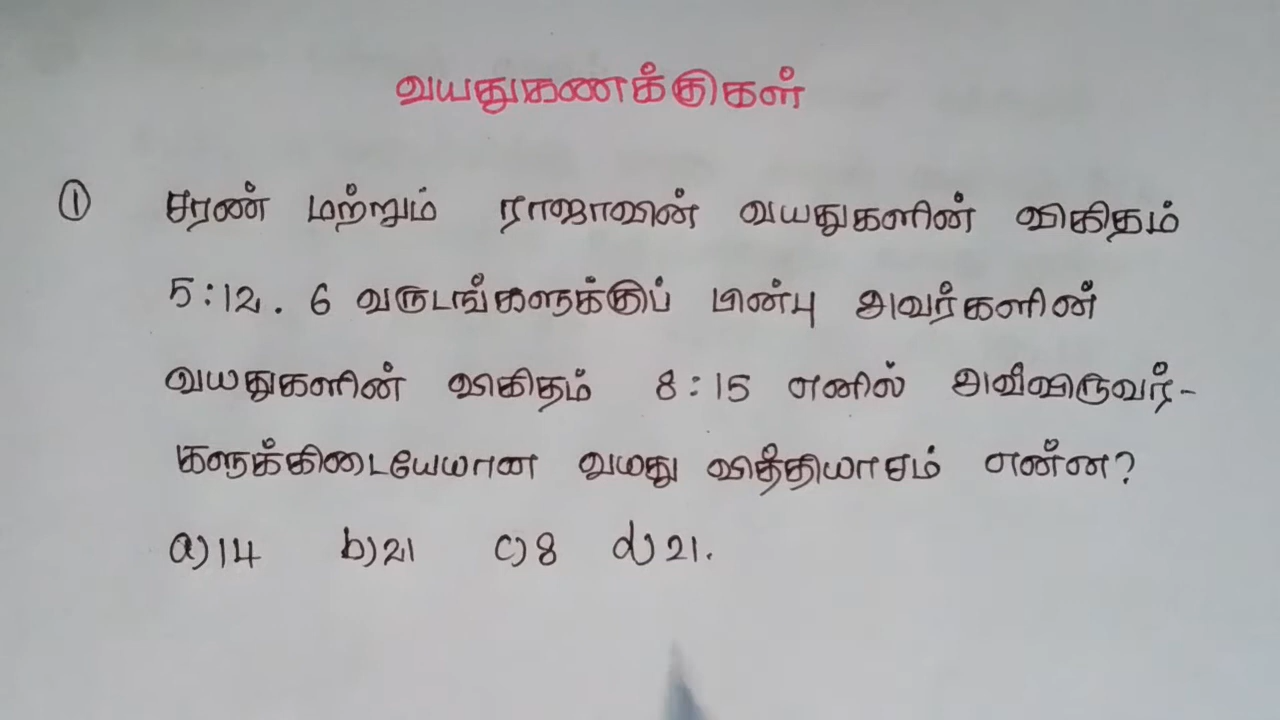 வயதுகணக்குகள்
① சரண் மற்றும் ராஜாவின் வயதுகளின் விகிதம்
5:12. 6 வருடங்களுக்குப் பின்பு அவர்களின்
வயதுகளின் விகிதம் 8:15 எனில் அவ்விருவர்-
களுக்கிடையேயான வமது வித்தியாசம் என்ன?
a)14 b)21 c)8 d)21.